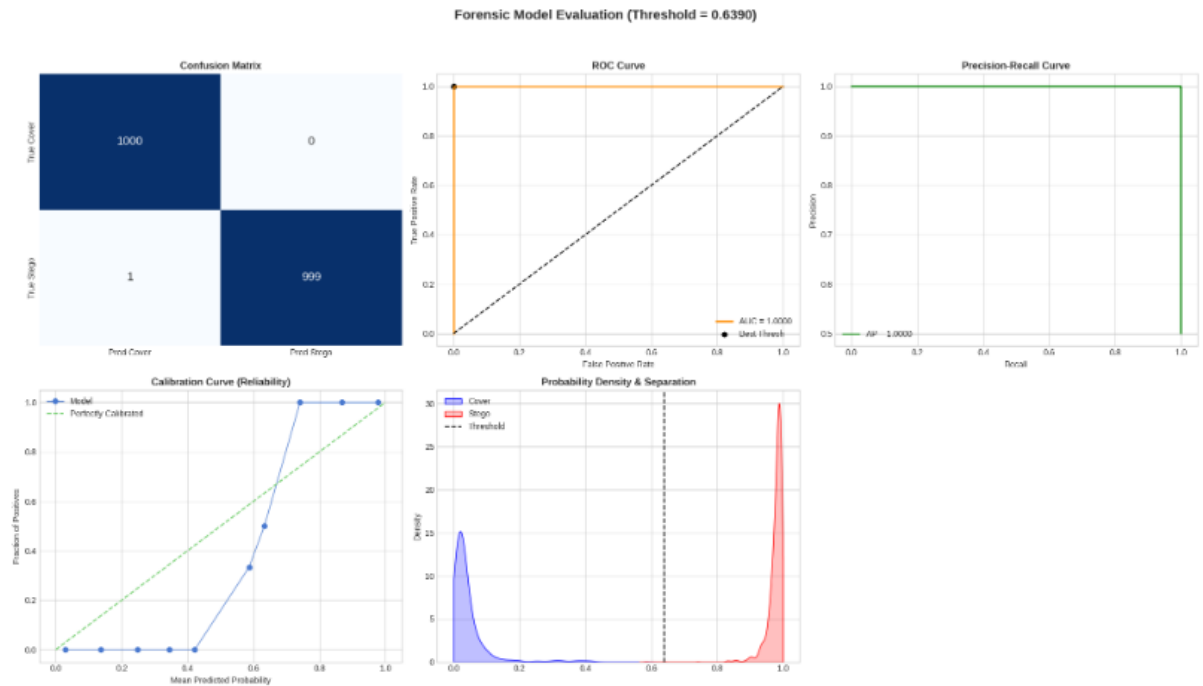 Forensic Model Evaluation (Threshold = 0.6390)
Confusion Matrix
True Cover
True Stego
1000
0
1
999
Pred Cover
Pred Stego
ROC Curve
True Positive Rate
1.0
0.8
0.6
0.4
0.2
0.0
AUC = 1.0000
Best Thresh
0.0 0.2 0.4 0.6 0.8 1.0
False Positive Rate
Precision-Recall Curve
Precision
1.0
0.9
0.8
0.7
0.6
0.5
AP = 1.0000
0.0 0.2 0.4 0.6 0.8 1.0
Recall
Calibration Curve (Reliability)
Fraction of Positives
1.0
0.8
0.6
0.4
0.2
0.0
Model
Perfectly Calibrated
0.0 0.2 0.4 0.6 0.8 1.0
Mean Predicted Probability
Probability Density & Separation
Density
30
25
20
15
10
5
0
Cover
Stego
Threshold
0.0 0.2 0.4 0.6 0.8 1.0